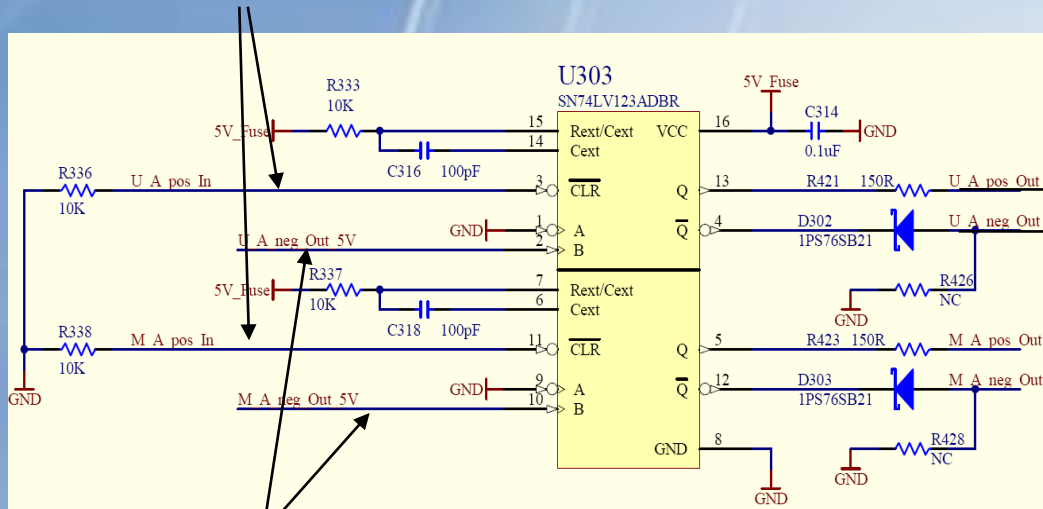 U303
SN74LV123ADBR
5V_Fuse
R333
10K
C314
5V_Fuse
15
Rext/Cext
VCC
16
GND
14
Cext
0.1uF
C316
100pF
R336
10K
U_A_pos_In
3
CLR
Q
13
R421
150R
U_A_pos_Out
GND
1
A
Q
4
D302
U_A_neg_Out
1PS76SB21
U_A_neg_Out_5V
2
B
R337
5V_Fuse
10K
7
Rext/Cext
R426
NC
6
Cext
C318
100pF
GND
R338
10K
M_A_pos_In
11
CLR
Q
5
R423
150R
M_A_pos_Out
GND
GND
9
A
Q
12
D303
M_A_neg_Out
1PS76SB21
M_A_neg_Out_5V
10
B
GND
8
R428
NC
GND
GND